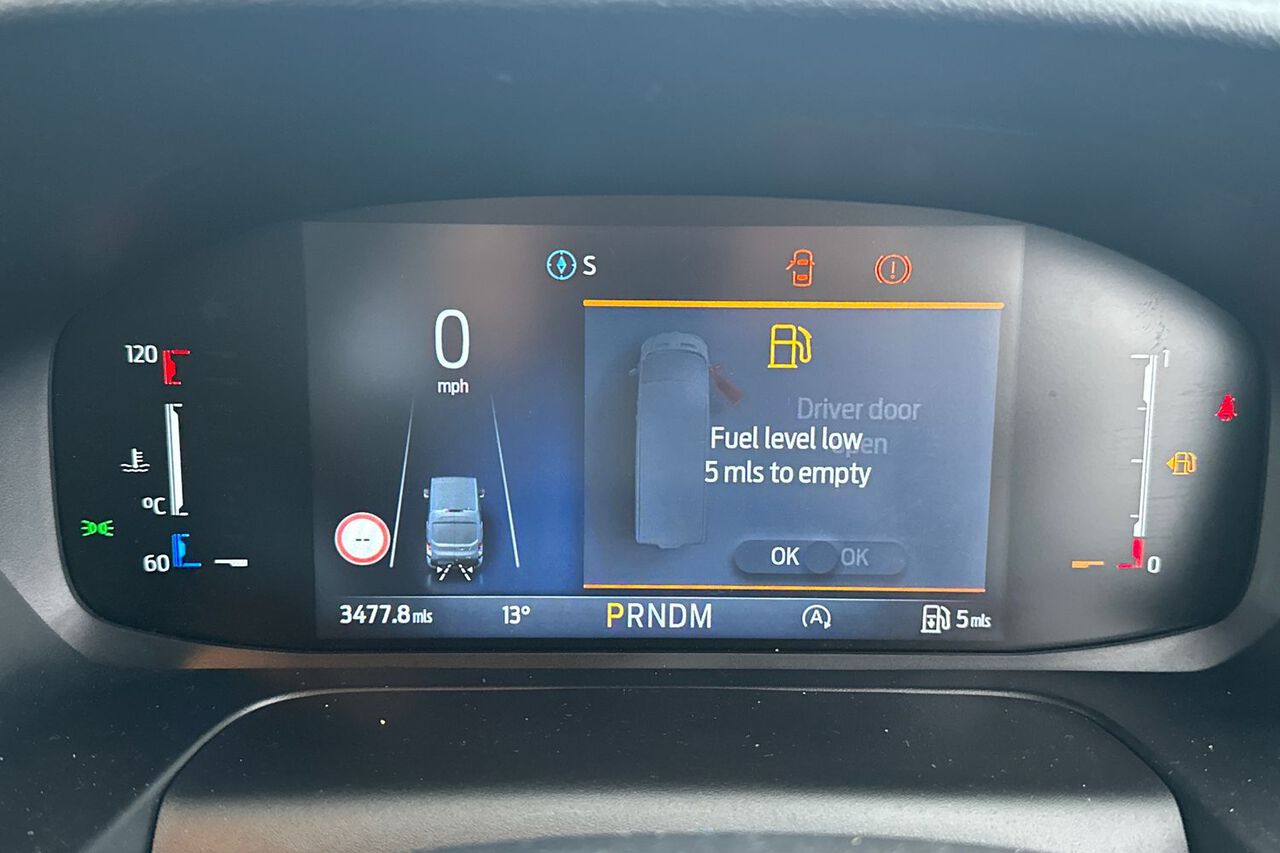 S
0
mph
120
°C
60
Driver door
open
Fuel level low
5 mls to empty
OK
OK
--
1
0
3477.8 mls
13°
PRNDM
A
5 mls